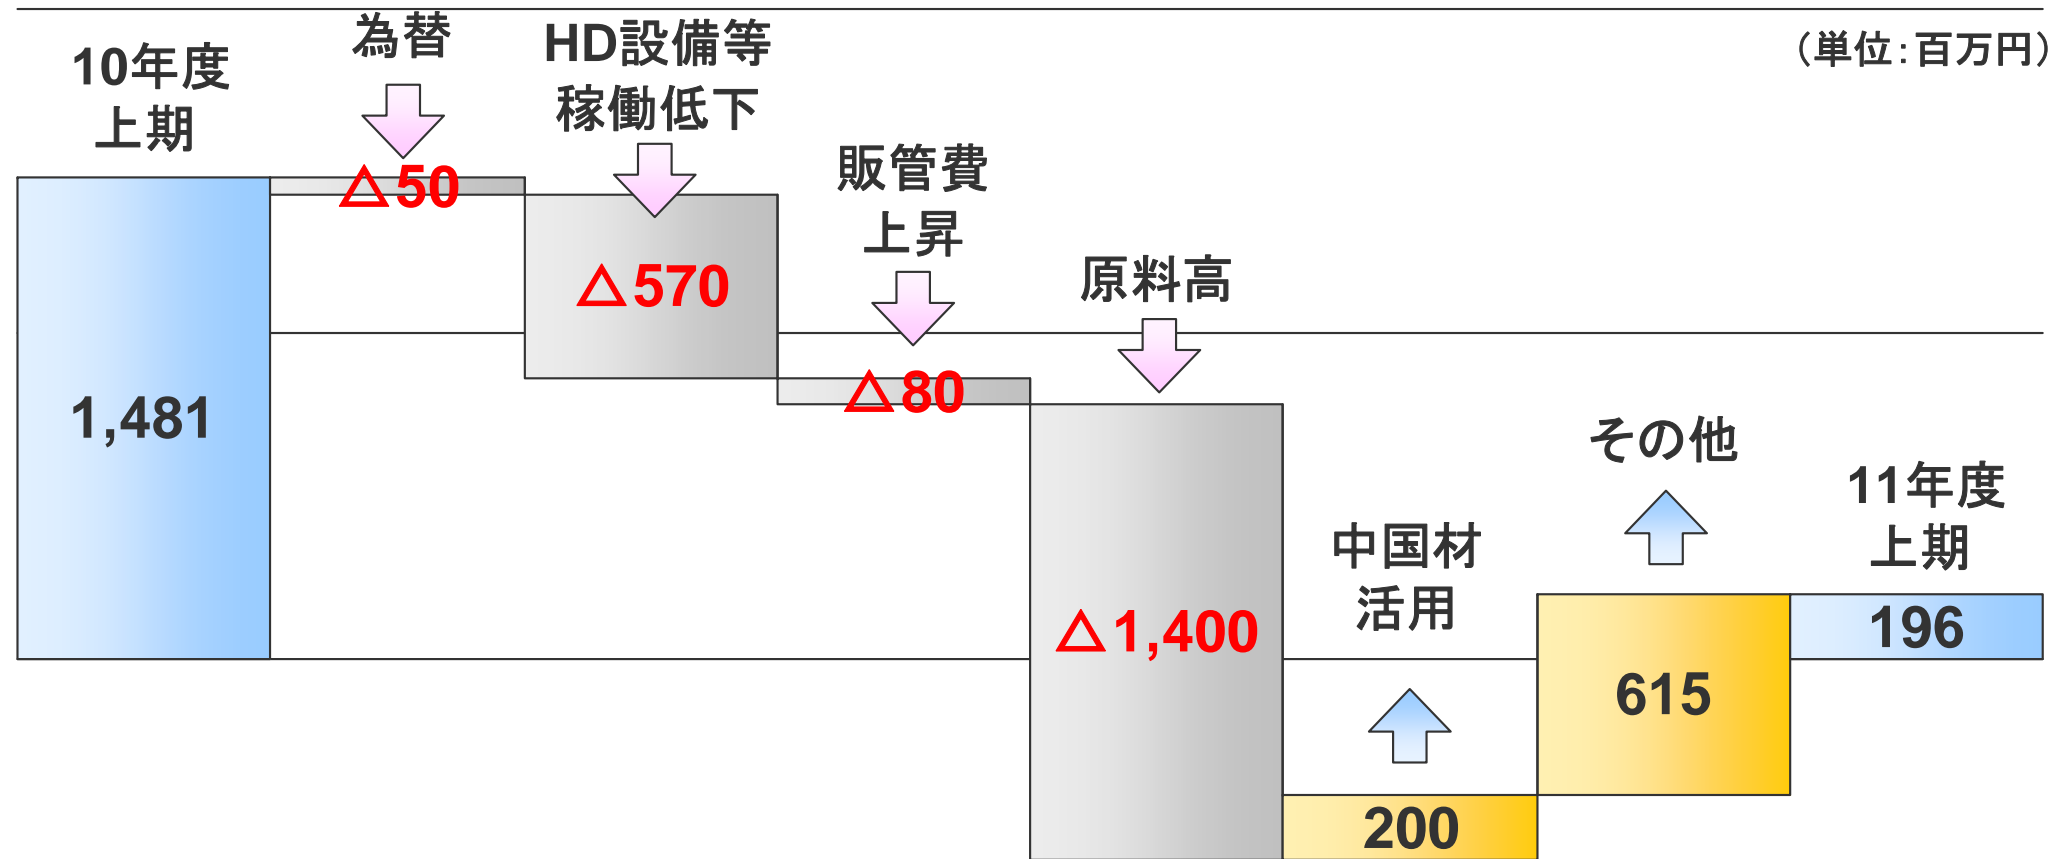 (単位:百万円)
10年度
上期
1,481
為替
△50
HD設備等
稼働低下
△570
販管費
上昇
△80
原料高
△1,400
中国材
活用
200
その他
615
11年度
上期
196